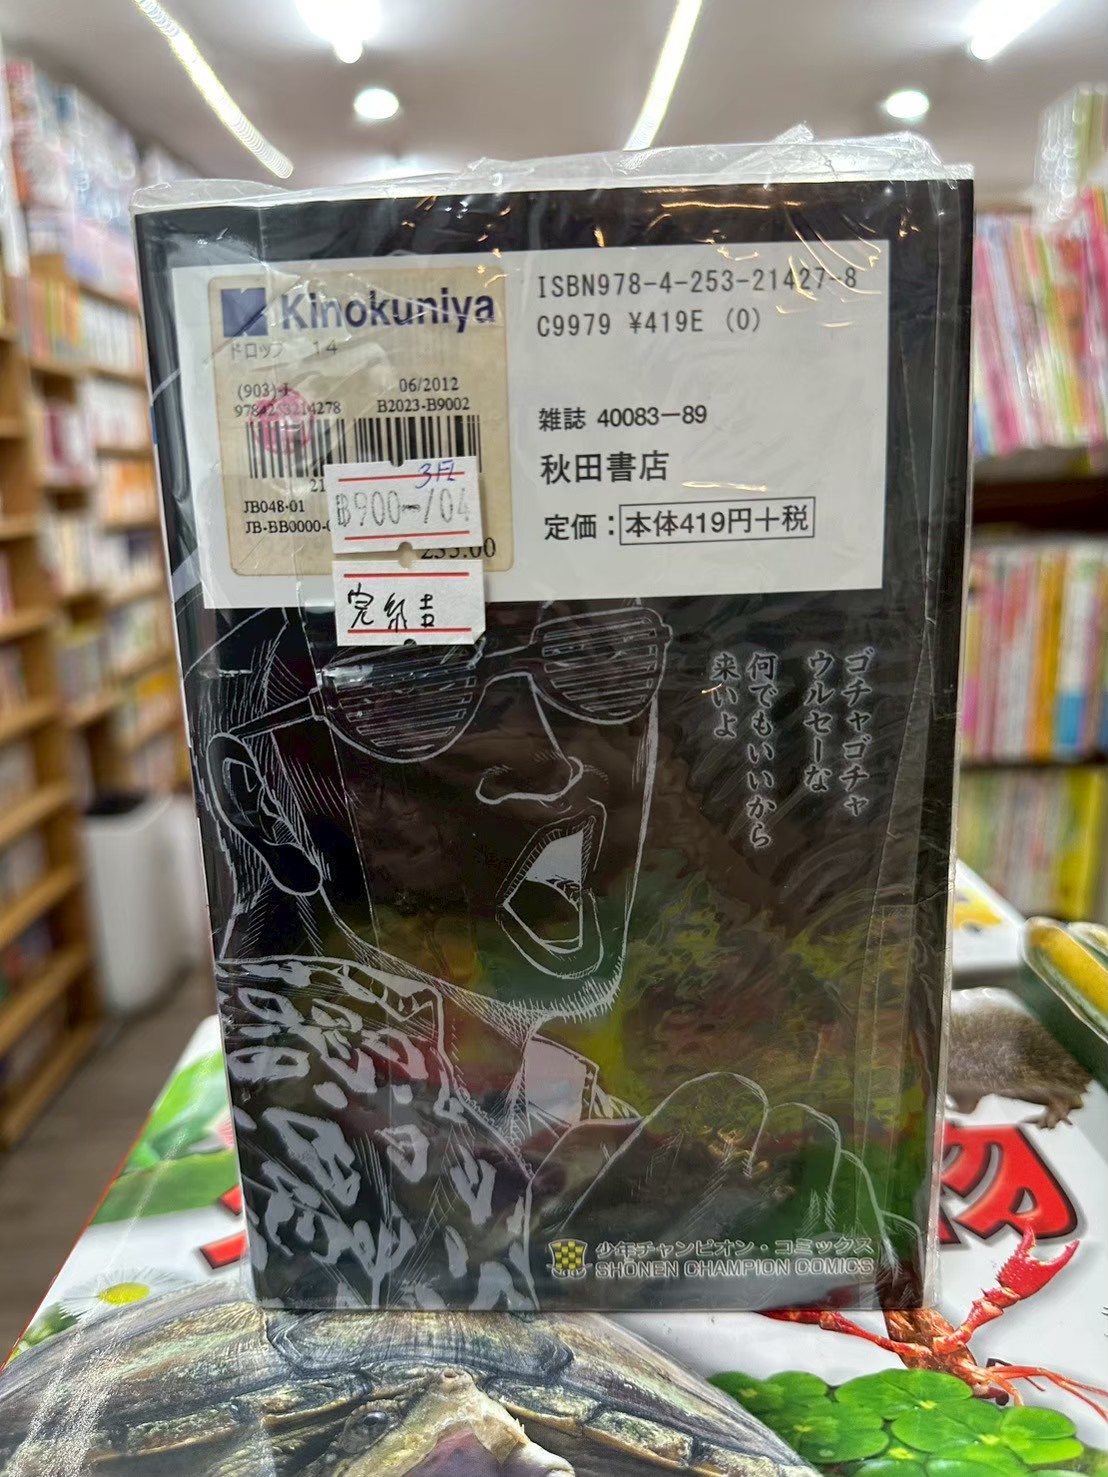 Kinokuniya
ドロップ 14
(903)-J 06/2012
9784253214278 B2023-B9002
JB048-01
3FL
฿900-/04
完結
ISBN978-4-253-21427-8
C9979 ¥419E (0)
雑誌 40083-89
秋田書店
定価：本体419円＋税
ゴチャゴチャ
ウルセーな
何でもいいから
来いよ
少年チャンピオン・コミックス
SHŌNEN CHAMPION COMICS
物